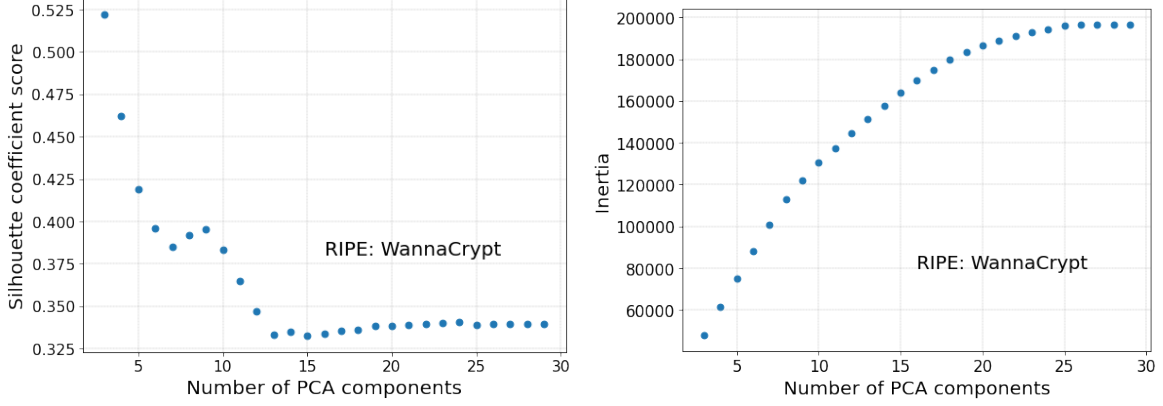 Silhouette coefficient score
0.525
0.500
0.475
0.450
0.425
0.400
0.375
0.350
0.325
RIPE: WannaCrypt
5 10 15 20 25 30
Number of PCA components
Inertia
200000
180000
160000
140000
120000
100000
80000
60000
RIPE: WannaCrypt
5 10 15 20 25 30
Number of PCA components